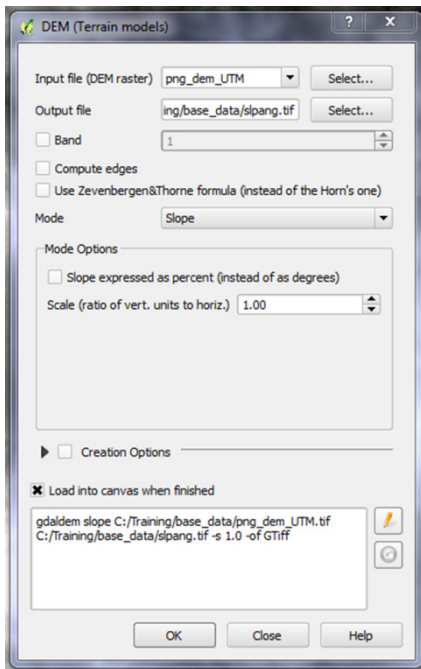 DEM (Terrain models)
Input file (DEM raster) png_dem_UTM Select...
Output file ing/base_data/slpang.tif Select...
Band 1
Compute edges
Use Zevenbergen&Thorne formula (instead of the Horn's one)
Mode Slope
Mode Options
Slope expressed as percent (instead of as degrees)
Scale (ratio of vert. units to horiz.) 1.00
Creation Options
Load into canvas when finished
gdaldem slope C:/Training/base_data/png_dem_UTM.tif
C:/Training/base_data/slpang.tif -s 1.0 -of GTiff
OK Close Help